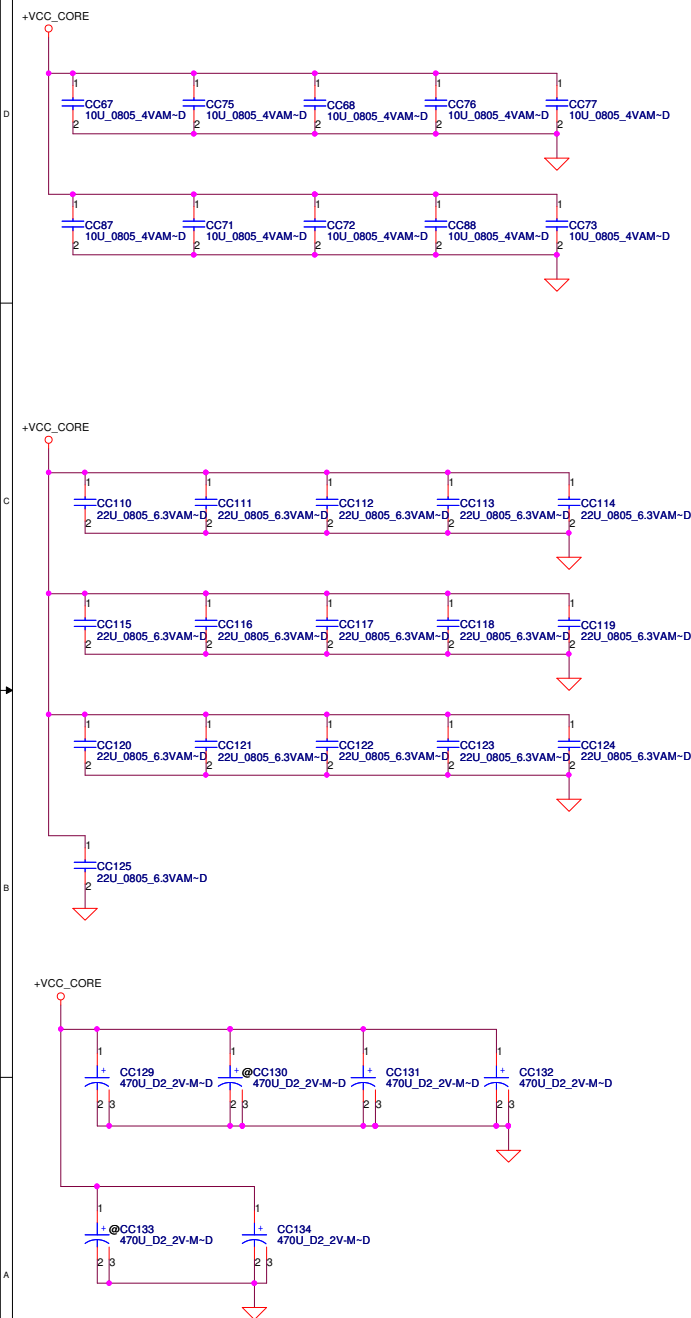 +VCC_CORE
1 1 1 1 1
D
CC67 CC75 CC68 CC76 CC77
10U_0805_4VAM~D 10U_0805_4VAM~D 10U_0805_4VAM~D 10U_0805_4VAM~D 10U_0805_4VAM~D
2 2 2 2 2
1 1 1 1 1
CC87 CC71 CC72 CC88 CC73
10U_0805_4VAM~D 10U_0805_4VAM~D 10U_0805_4VAM~D 10U_0805_4VAM~D 10U_0805_4VAM~D
2 2 2 2 2
+VCC_CORE
1 1 1 1 1
C
CC110 CC111 CC112 CC113 CC114
22U_0805_6.3VAM~D 22U_0805_6.3VAM~D 22U_0805_6.3VAM~D 22U_0805_6.3VAM~D 22U_0805_6.3VAM~D
2 2 2 2 2
1 1 1 1 1
CC115 CC116 CC117 CC118 CC119
22U_0805_6.3VAM~D 22U_0805_6.3VAM~D 22U_0805_6.3VAM~D 22U_0805_6.3VAM~D 22U_0805_6.3VAM~D
2 2 2 2 2
1 1 1 1 1
CC120 CC121 CC122 CC123 CC124
22U_0805_6.3VAM~D 22U_0805_6.3VAM~D 22U_0805_6.3VAM~D 22U_0805_6.3VAM~D 22U_0805_6.3VAM~D
2 2 2 2 2
1
CC125
22U_0805_6.3VAM~D
B
2
+VCC_CORE
1 1 1 1
+ CC129 + @CC130 + CC131 + CC132
470U_D2_2V-M~D 470U_D2_2V-M~D 470U_D2_2V-M~D 470U_D2_2V-M~D
2 3 2 3 2 3 2 3
1 1
+ @CC133 + CC134
470U_D2_2V-M~D 470U_D2_2V-M~D
2 3 2 3
A